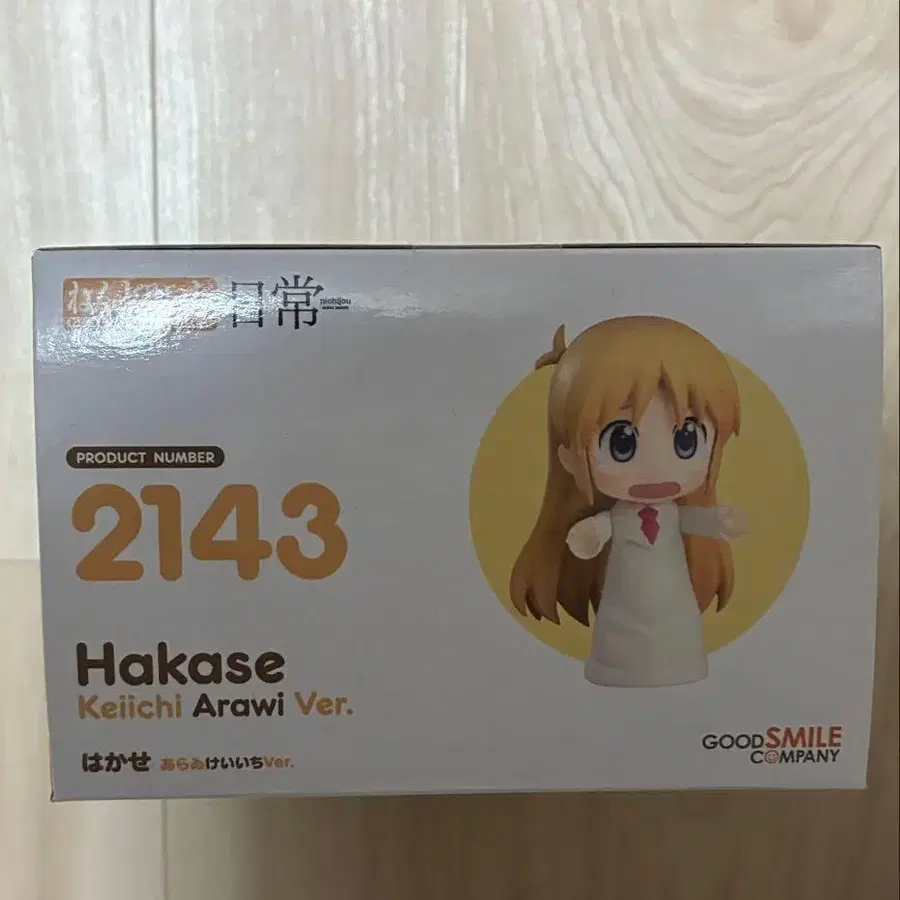 日常
nichijou
PRODUCT NUMBER
2143
Hakase
Keiichi Arawi Ver.
はかせ あらゐけいいちVer.
GOOD SMILE
COMPANY